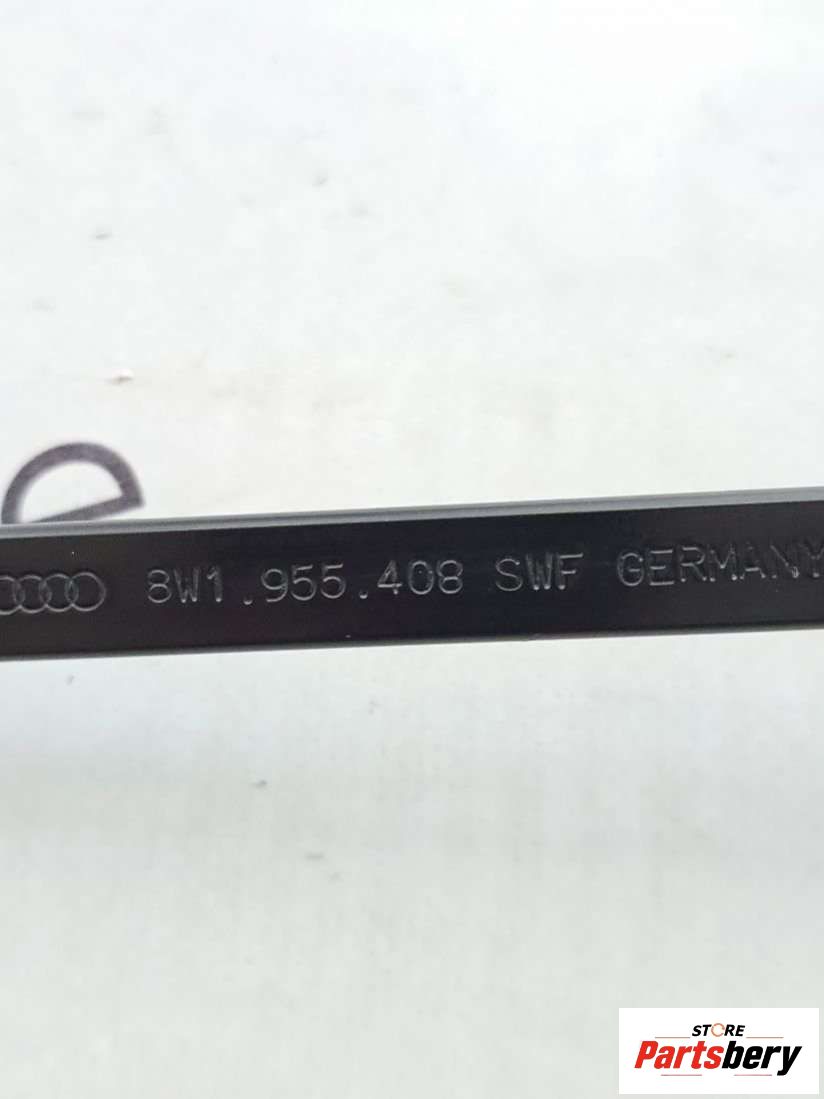 e
8W1.955.408 SWF GERMANY
STORE
Partsbery